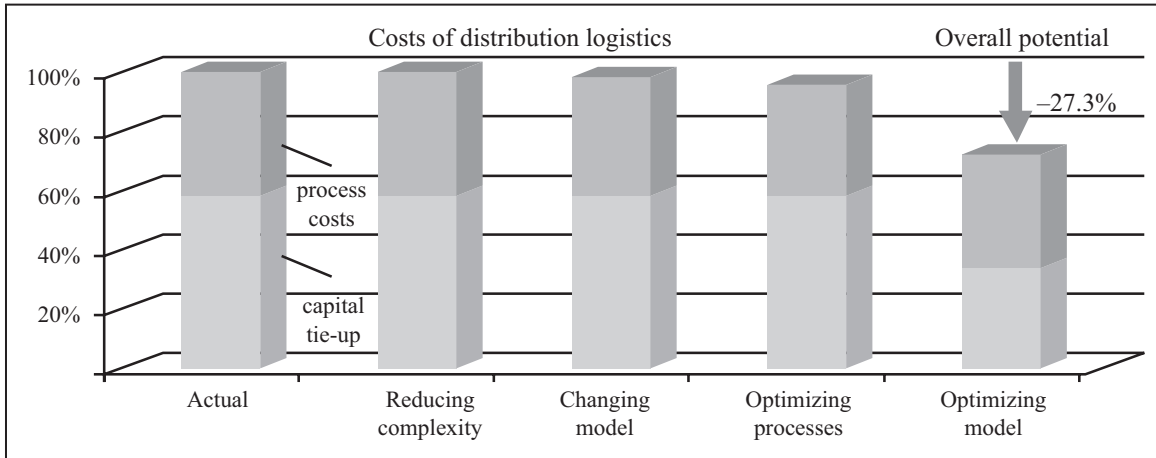 Costs of distribution logistics
Overall potential
–27.3%
100%
80%
60%
40%
20%
process
costs
capital
tie-up
Actual
Reducing
complexity
Changing
model
Optimizing
processes
Optimizing
model